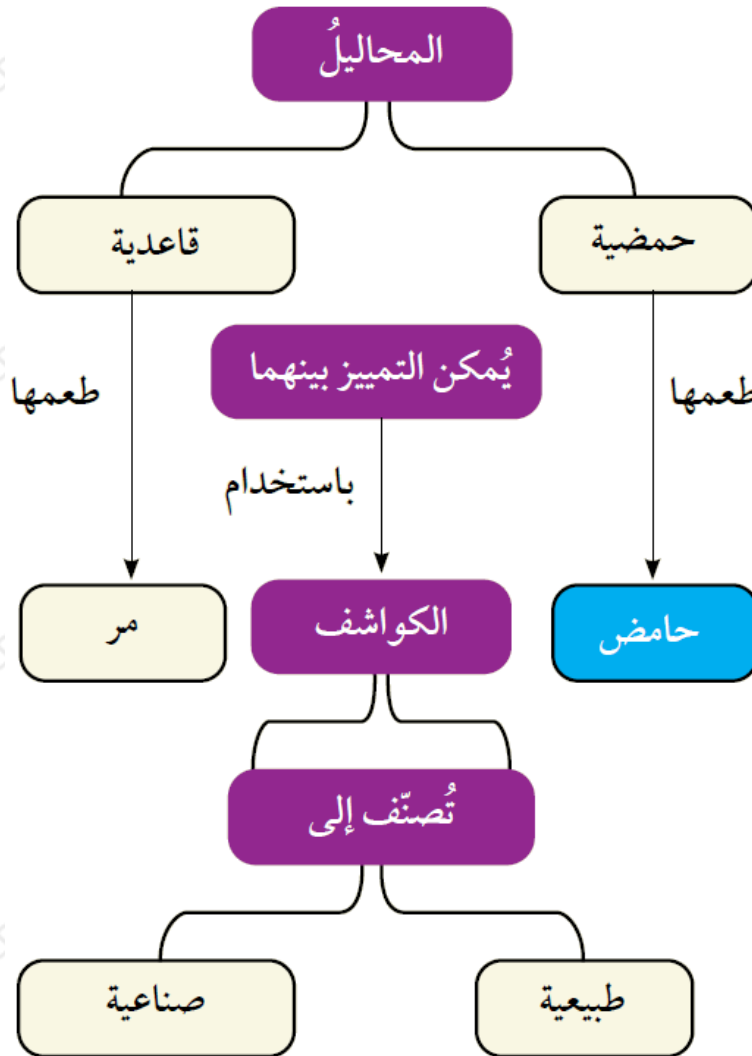 المحاليلُ
حمضية
قاعدية
يُمكن التمييز بينهما
طعمها
طعمها
باستخدام
حامض
الكواشف
مر
تُصنّف إلى
طبيعية
صناعية